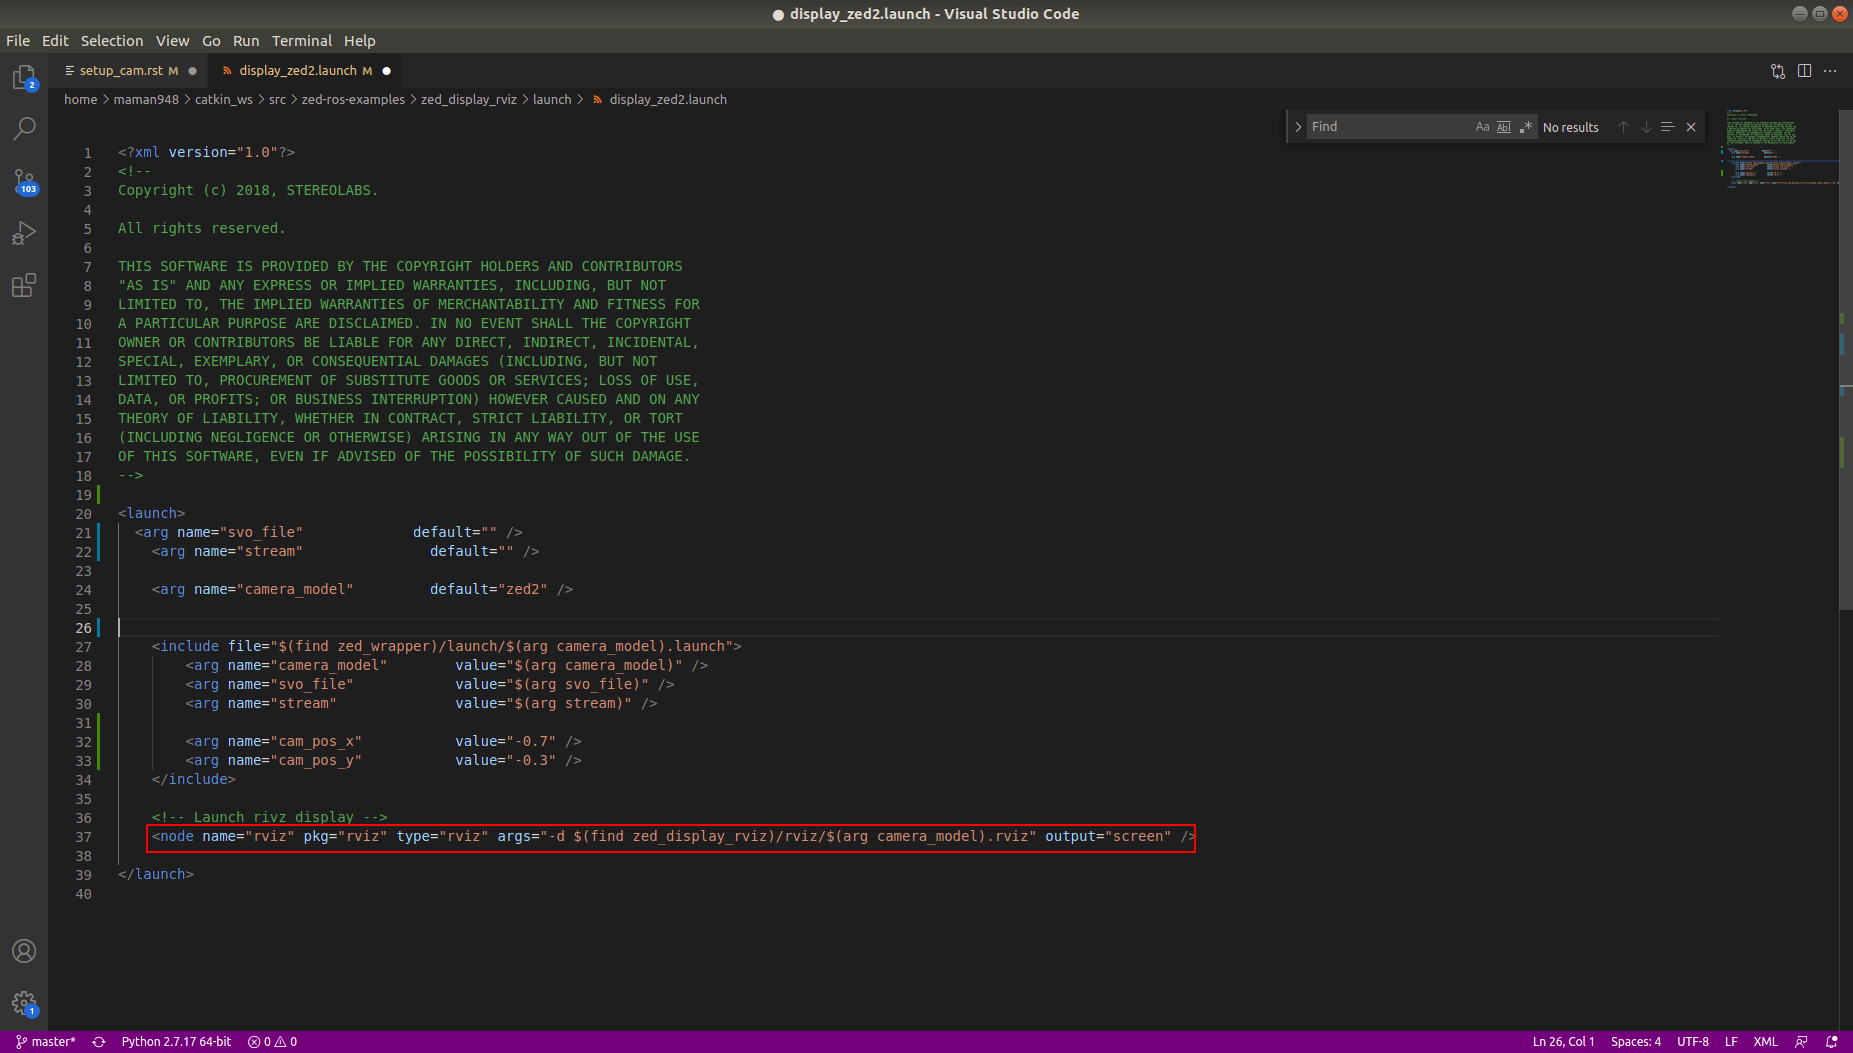 ● display_zed2.launch - Visual Studio Code
File Edit Selection View Go Run Terminal Help
setup_cam.rst M ●
display_zed2.launch M ●
home > maman948 > catkin_ws > src > zed-ros-examples > zed_display_rviz > launch > display_zed2.launch
Find Aa Abl .* No results
1 <?xml version="1.0"?>
2 <!--
3 Copyright (c) 2018, STEREOLABS.
4
5 All rights reserved.
6
7 THIS SOFTWARE IS PROVIDED BY THE COPYRIGHT HOLDERS AND CONTRIBUTORS
8 "AS IS" AND ANY EXPRESS OR IMPLIED WARRANTIES, INCLUDING, BUT NOT
9 LIMITED TO, THE IMPLIED WARRANTIES OF MERCHANTABILITY AND FITNESS FOR
10 A PARTICULAR PURPOSE ARE DISCLAIMED. IN NO EVENT SHALL THE COPYRIGHT
11 OWNER OR CONTRIBUTORS BE LIABLE FOR ANY DIRECT, INDIRECT, INCIDENTAL,
12 SPECIAL, EXEMPLARY, OR CONSEQUENTIAL DAMAGES (INCLUDING, BUT NOT
13 LIMITED TO, PROCUREMENT OF SUBSTITUTE GOODS OR SERVICES; LOSS OF USE,
14 DATA, OR PROFITS; OR BUSINESS INTERRUPTION) HOWEVER CAUSED AND ON ANY
15 THEORY OF LIABILITY, WHETHER IN CONTRACT, STRICT LIABILITY, OR TORT
16 (INCLUDING NEGLIGENCE OR OTHERWISE) ARISING IN ANY WAY OUT OF THE USE
17 OF THIS SOFTWARE, EVEN IF ADVISED OF THE POSSIBILITY OF SUCH DAMAGE.
18 -->
19
20 <launch>
21 <arg name="svo_file" default="" />
22 <arg name="stream" default="" />
23
24 <arg name="camera_model" default="zed2" />
25
26
27 <include file="$(find zed_wrapper)/launch/$(arg camera_model).launch">
28 <arg name="camera_model" value="$(arg camera_model)" />
29 <arg name="svo_file" value="$(arg svo_file)" />
30 <arg name="stream" value="$(arg stream)" />
31
32 <arg name="cam_pos_x" value="-0.7" />
33 <arg name="cam_pos_y" value="-0.3" />
34 </include>
35
36 <!-- Launch rivz display -->
37 <node name="rviz" pkg="rviz" type="rviz" args="-d $(find zed_display_rviz)/rviz/$(arg camera_model).rviz" output="screen" />
38
39 </launch>
40
2
103
1
master* Python 2.7.17 64-bit 0 0 Ln 26, Col 1 Spaces: 4 UTF-8 LF XML